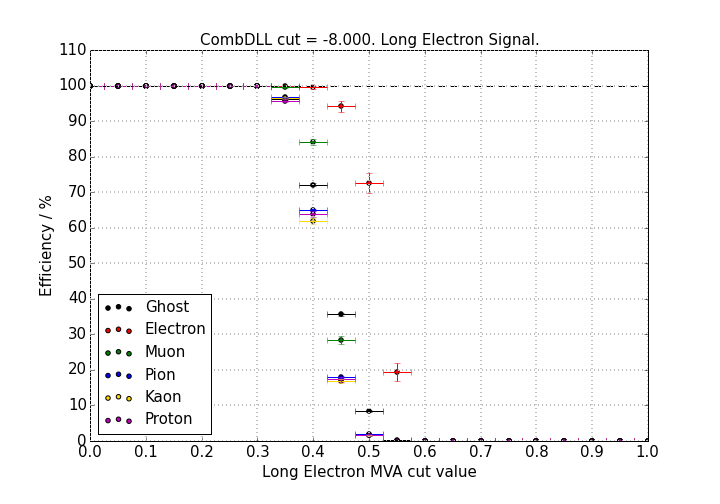 CombDLL cut = -8.000. Long Electron Signal.
110
100
90
80
70
60
50
40
30
20
10
0
Efficiency / %
Ghost
Electron
Muon
Pion
Kaon
Proton
0.0 0.1 0.2 0.3 0.4 0.5 0.6 0.7 0.8 0.9 1.0
Long Electron MVA cut value